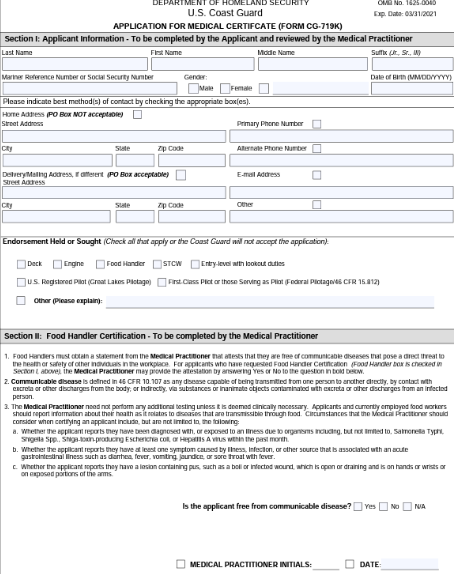 DEPARTMENT OF HOMELAND SECURITY
U.S. Coast Guard
OMB No. 1625-0040
Exp. Date: 03/31/2021
APPLICATION FOR MEDICAL CERTIFCATE (FORM CG-719K)
Section I: Applicant Information - To be completed by the Applicant and reviewed by the Medical Practitioner
Last Name First Name Middle Name Suffix (Jr., Sr., III)
Mariner Reference Number or Social Security Number Gender: Male Female Date of Birth (MM/DD/YYYY)
Please indicate best method(s) of contact by checking the appropriate box(es).
Home Address (PO Box NOT acceptable)
Street Address Primary Phone Number
City State Zip Code Alternate Phone Number
Delivery/Mailing Address, if different (PO Box acceptable) E-mail Address
Street Address
City State Zip Code Other
Endorsement Held or Sought (Check all that apply or the Coast Guard will not accept the application):
Deck Engine Food Handler STCW Entry-level with lookout duties
U.S. Registered Pilot (Great Lakes Pilotage) First-Class Pilot or those Serving as Pilot (Federal Pilotage/46 CFR 15.812)
Other (Please explain):
Section II: Food Handler Certification - To be completed by the Medical Practitioner
1. Food Handlers must obtain a statement from the Medical Practitioner that attests that they are free of communicable diseases that pose a direct threat to
the health or safety of other individuals in the workplace. For applicants who have requested Food Handler Certification (Food Handler box is checked in
Section I, above), the Medical Practitioner may provide the attestation by answering Yes or No to the question in bold below.
2. Communicable disease is defined in 46 CFR 10.107 as any disease capable of being transmitted from one person to another directly, by contact with
excreta or other discharges from the body; or indirectly, via substances or inanimate objects contaminated with excreta or other discharges from an infected
person.
3. The Medical Practitioner need not perform any additional testing unless it is deemed clinically necessary. Applicants and currently employed food workers
should report information about their health as it relates to diseases that are transmissible through food. Circumstances that the Medical Practitioner should
consider when certifying an applicant include, but are not limited to, the following:
a. Whether the applicant reports they have been diagnosed with, or exposed to an illness due to organisms including, but not limited to, Salmonella Typhi,
Shigella Spp., Shiga-toxin-producing Escherichia coli, or Hepatitis A Virus within the past month.
b. Whether the applicant reports they have at least one symptom caused by illness, infection, or other source that is associated with an acute
gastrointestinal illness such as diarrhea, fever, vomiting, jaundice, or sore throat with fever.
c. Whether the applicant reports they have a lesion containing pus, such as a boil or infected wound, which is open or draining and is on hands or wrists or
on exposed portions of the arms.
Is the applicant free from communicable disease? Yes No N/A
MEDICAL PRACTITIONER INITIALS: DATE: